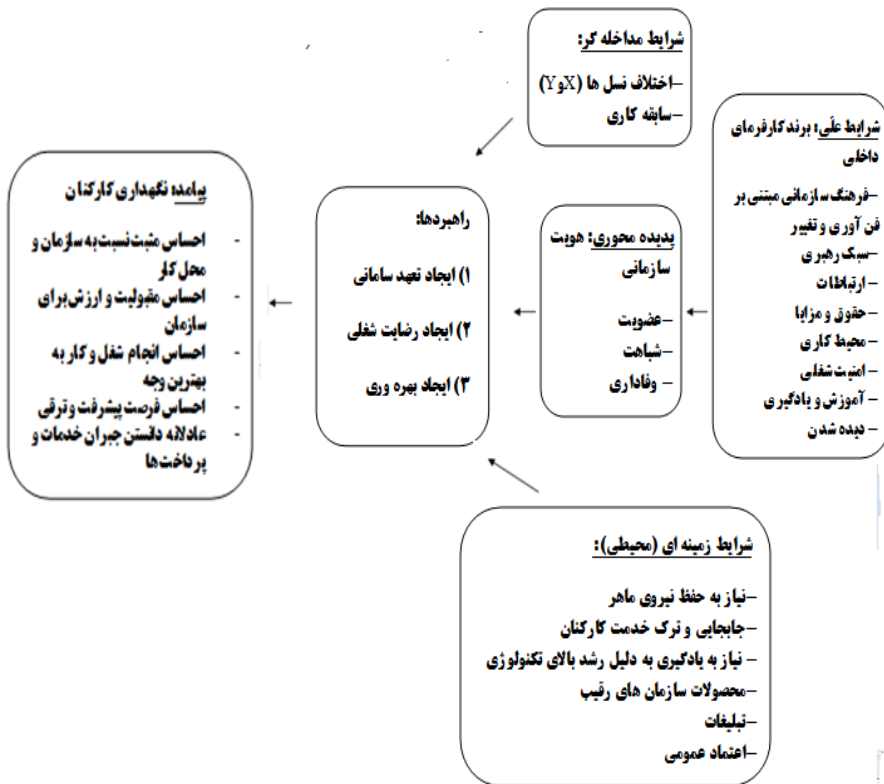 شرایط مداخله گر:
–اختلاف نسل ها (XوY)
–سابقه کاری
شرایط علّی: برند کارفرمای
داخلی
–فرهنگ سازمانی مبتنی بر
فن آوری و تغییر
–سبک رهبری
– ارتباطات
–حقوق و مزایا
–محیط کاری
–امنیت شغلی
–آموزش و یادگیری
–دیده شدن
پدیده محوری: هویت
سازمانی
–عضویت
–شباهت
– وفاداری
راهبردها:
۱) ایجاد تعهد سامانی
۲) ایجاد رضایت شغلی
۳) ایجاد بهره وری
پیامد: نگهداری کارکنان
- احساس مثبت نسبت به سازمان و
محل کار
- احساس مقبولیت و ارزش برای
سازمان
- احساس انجام شغل و کار به
بهترین وجه
- احساس فرصت پیشرفت و ترقی
- عادلانه دانستن جبران خدمات و
پرداخت‌ها
شرایط زمینه ای (محیطی):
–نیاز به حفظ نیروی ماهر
–جابجایی و ترک خدمت کارکنان
– نیاز به یادگیری به دلیل رشد بالای تکنولوژی
–محصولات سازمان های رقیب
–تبلیغات
–اعتماد عمومی